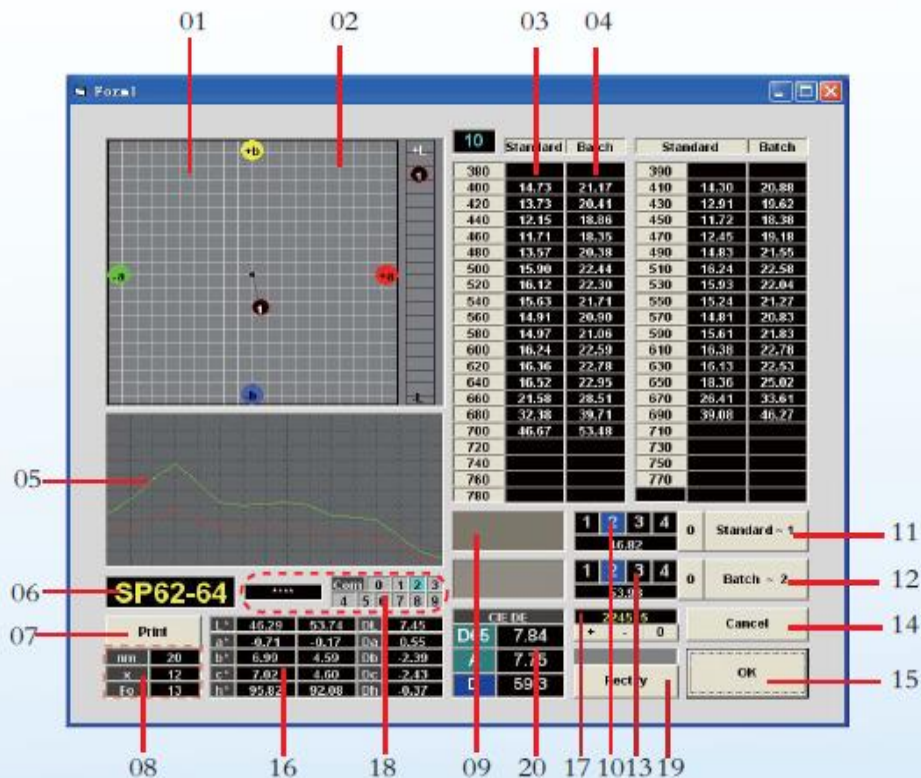 01 02 03 04
Form1
+b +L
1
-a +a
1
-b -L
10 Standard Batch Standard Batch
380 390
400 14.73 21.17 410 14.30 20.88
420 13.73 20.41 430 12.91 19.62
440 12.15 18.86 450 11.72 18.38
460 11.71 18.35 470 12.45 19.18
480 13.57 20.38 490 14.83 21.55
500 15.90 22.44 510 16.24 22.58
520 16.12 22.30 530 15.93 22.04
540 15.63 21.71 550 15.24 21.27
560 14.91 20.90 570 14.81 20.83
580 14.97 21.06 590 15.61 21.83
600 16.24 22.59 610 16.38 22.78
620 16.36 22.78 630 16.13 22.53
640 16.52 22.95 650 18.36 25.02
660 21.58 28.51 670 26.41 33.61
680 32.38 39.71 690 39.08 46.27
700 46.67 53.48 710
720 730
740 750
760 770
780
05
1 2 3 4 0 Standard ~ 1 11
16.82
06 SP62-64 **** Com 0 1 2 3
4 5 6 7 8 9
1 2 3 4 0 Batch ~ 2 12
07 Print
nm 20
x 12
Fo 13
L* 46.29 53.74 DL 7.45
a* -0.71 -0.17 Da 0.55
b* 6.99 4.59 Db -2.39
c* 7.02 4.60 Dc -2.43
h* 95.82 92.08 Dh -0.37
CIE DE
D65 7.84
A 7.75
+ - 0
Cancel 14
Rectify
OK 15
08 16 18 09 20 17 10 13 19